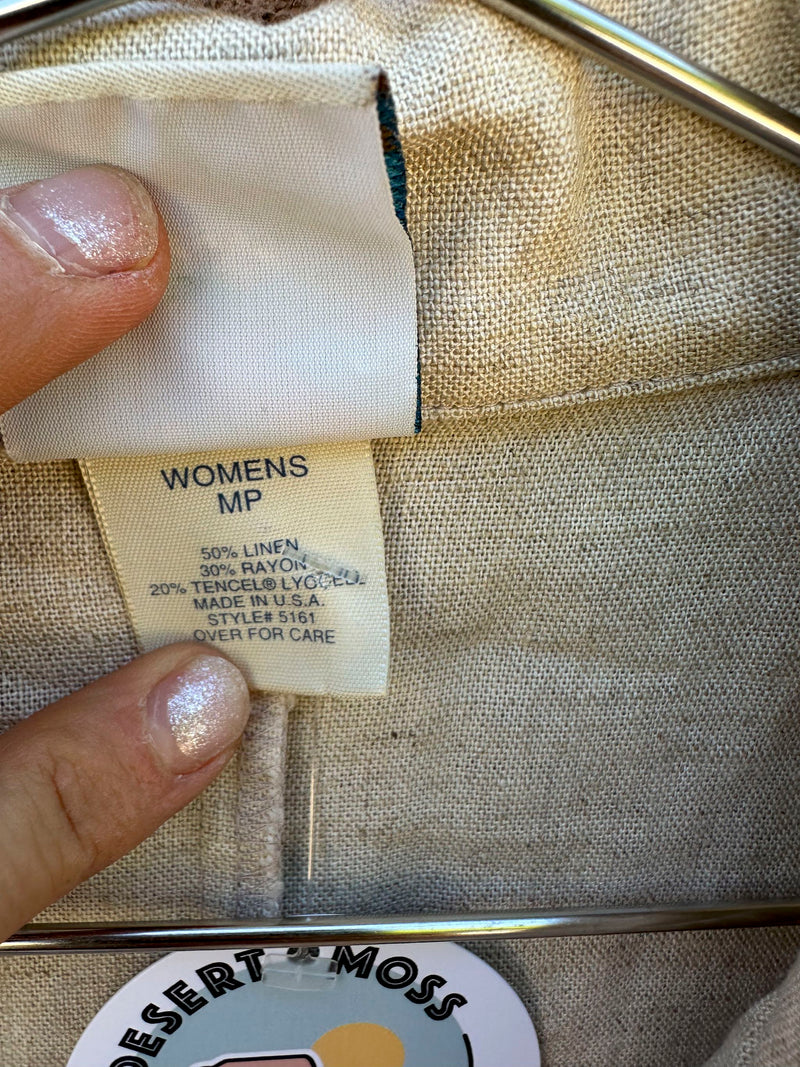 WOMENS
MP
50% LINEN
30% RAYON
20% TENCEL® LYOCELL
MADE IN U.S.A.
STYLE# 5161
OVER FOR CARE
DESERT MOSS